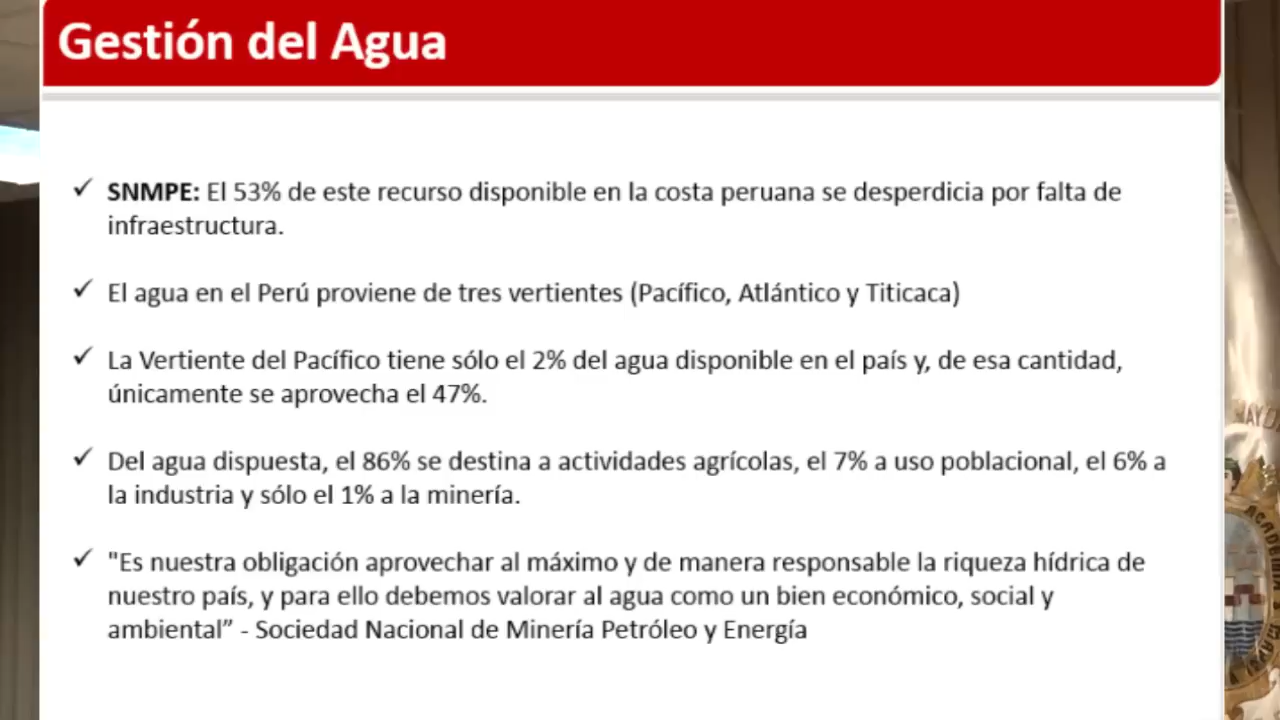 Gestión del Agua
✓ SNMPE: El 53% de este recurso disponible en la costa peruana se desperdicia por falta de
infraestructura.
✓ El agua en el Perú proviene de tres vertientes (Pacífico, Atlántico y Titicaca)
✓ La Vertiente del Pacífico tiene sólo el 2% del agua disponible en el país y, de esa cantidad,
únicamente se aprovecha el 47%.
✓ Del agua dispuesta, el 86% se destina a actividades agrícolas, el 7% a uso poblacional, el 6% a
la industria y sólo el 1% a la minería.
✓ "Es nuestra obligación aprovechar al máximo y de manera responsable la riqueza hídrica de
nuestro país, y para ello debemos valorar al agua como un bien económico, social y
ambiental” - Sociedad Nacional de Minería Petróleo y Energía